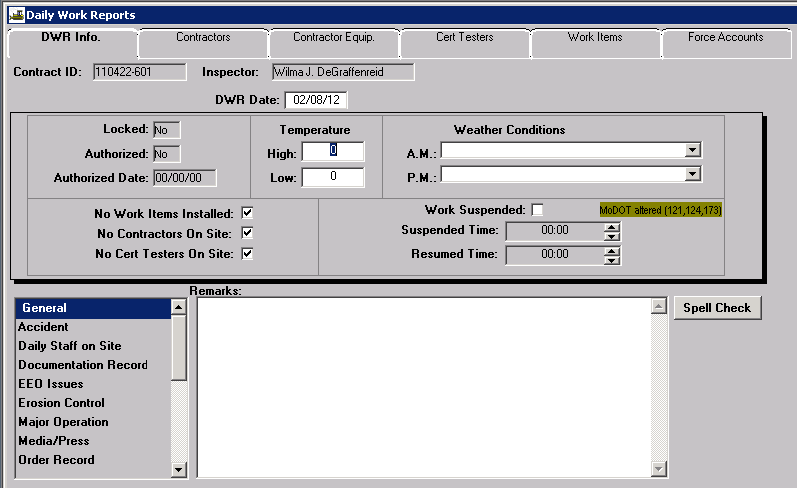 Daily Work Reports
DWR Info. Contractors Contractor Equip. Cert Testers Work Items Force Accounts
Contract ID: 110422-601 Inspector: Wilma J. DeGraffenreid
DWR Date: 02/08/12
Locked: No
Authorized: No
Authorized Date: 00/00/00
Temperature
High: 0
Low: 0
Weather Conditions
A.M.:
P.M.:
No Work Items Installed:
No Contractors On Site:
No Cert Testers On Site:
Work Suspended: MoDOT altered (121,124,173)
Suspended Time: 00:00
Resumed Time: 00:00
Remarks:
General
Accident
Daily Staff on Site
Documentation Record
EEO Issues
Erosion Control
Major Operation
Media/Press
Order Record
Spell Check